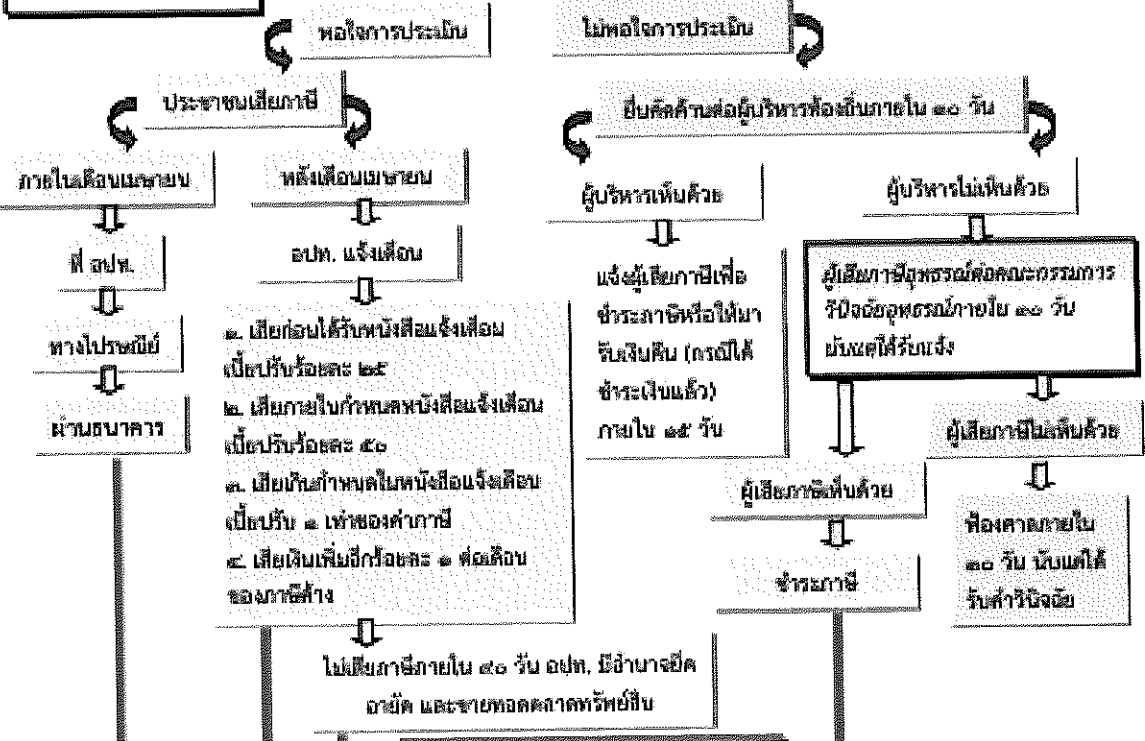 พอใจการประเมิน
ไม่พอใจการประเมิน
ประชาชนเสียภาษี
ยื่นคัดค้านต่อผู้บริหารท้องถิ่นภายใน ๓๐ วัน
ภายในเดือนเมษายน
หลังเดือนเมษายน
ผู้บริหารเห็นด้วย
ผู้บริหารไม่เห็นด้วย
ที่ อปท.
ทางไปรษณีย์
ผ่านธนาคาร
อปท. แจ้งเตือน
๑. เสียก่อนได้รับหนังสือแจ้งเตือน
เบี้ยปรับร้อยละ ๒๕
๒. เสียภายในกำหนดหนังสือแจ้งเตือน
เบี้ยปรับร้อยละ ๕๐
๓. เสียเกินกำหนดในหนังสือแจ้งเตือน
เบี้ยปรับ ๑ เท่าของค่าภาษี
๔. เสียเงินเพิ่มอีกร้อยละ ๑ ต่อเดือน
ของภาษีค้าง
ไม่เสียภาษีภายใน ๙๐ วัน อปท. มีอำนาจยึด
อายัด และขายทอดตลาดทรัพย์สิน
แจ้งผู้เสียภาษีเพื่อ
ชำระภาษีหรือให้มา
รับเงินคืน (กรณีได้
ชำระเงินแล้ว)
ภายใน ๑๕ วัน
ผู้เสียภาษีอุทธรณ์ต่อคณะกรรมการ
วินิจฉัยอุทธรณ์ภายใน ๓๐ วัน
นับแต่ได้รับแจ้ง
ผู้เสียภาษีเห็นด้วย
ชำระภาษี
ผู้เสียภาษีไม่เห็นด้วย
ฟ้องศาลภายใน
๓๐ วัน นับแต่ได้
รับคำวินิจฉัย